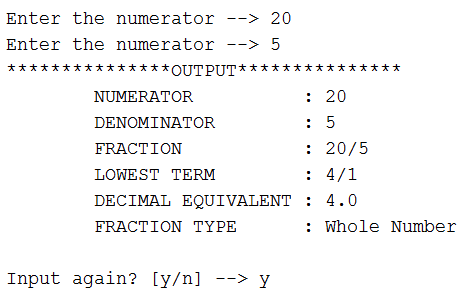 Enter the numerator --> 20
Enter the numerator --> 5
***************OUTPUT***************
NUMERATOR : 20
DENOMINATOR : 5
FRACTION : 20/5
LOWEST TERM : 4/1
DECIMAL EQUIVALENT : 4.0
FRACTION TYPE : Whole Number
Input again? [y/n] --> y